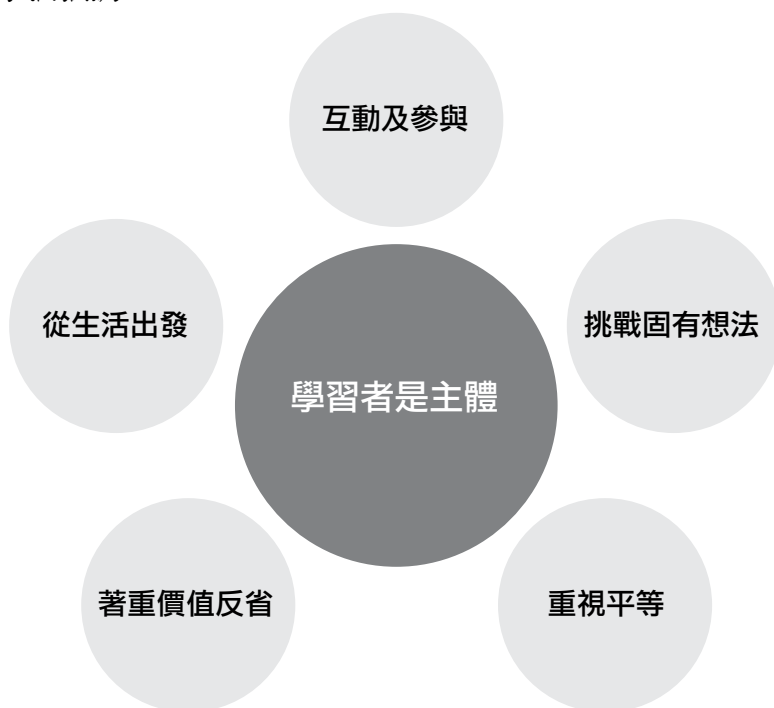 互動及參與
從生活出發
挑戰固有想法
學習者是主體
著重價值反省
重視平等